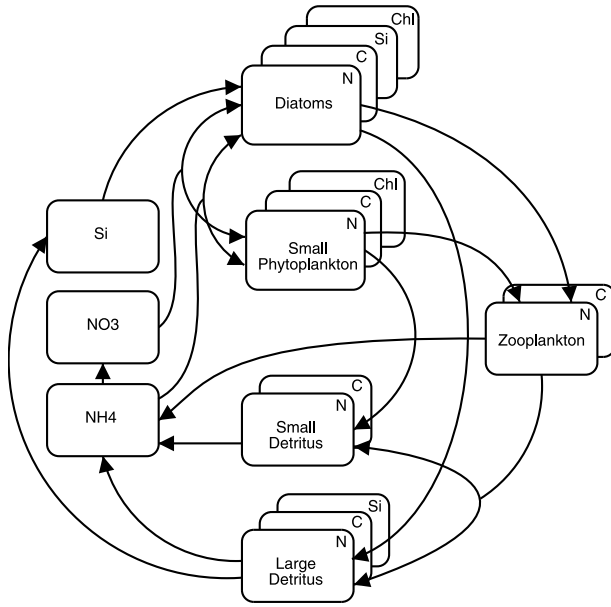 Chl
Si
C
N
Diatoms
Chl
C
N
Small
Phytoplankton
Si
NO3
NH4
C
N
Zooplankton
C
N
Small
Detritus
Si
C
N
Large
Detritus